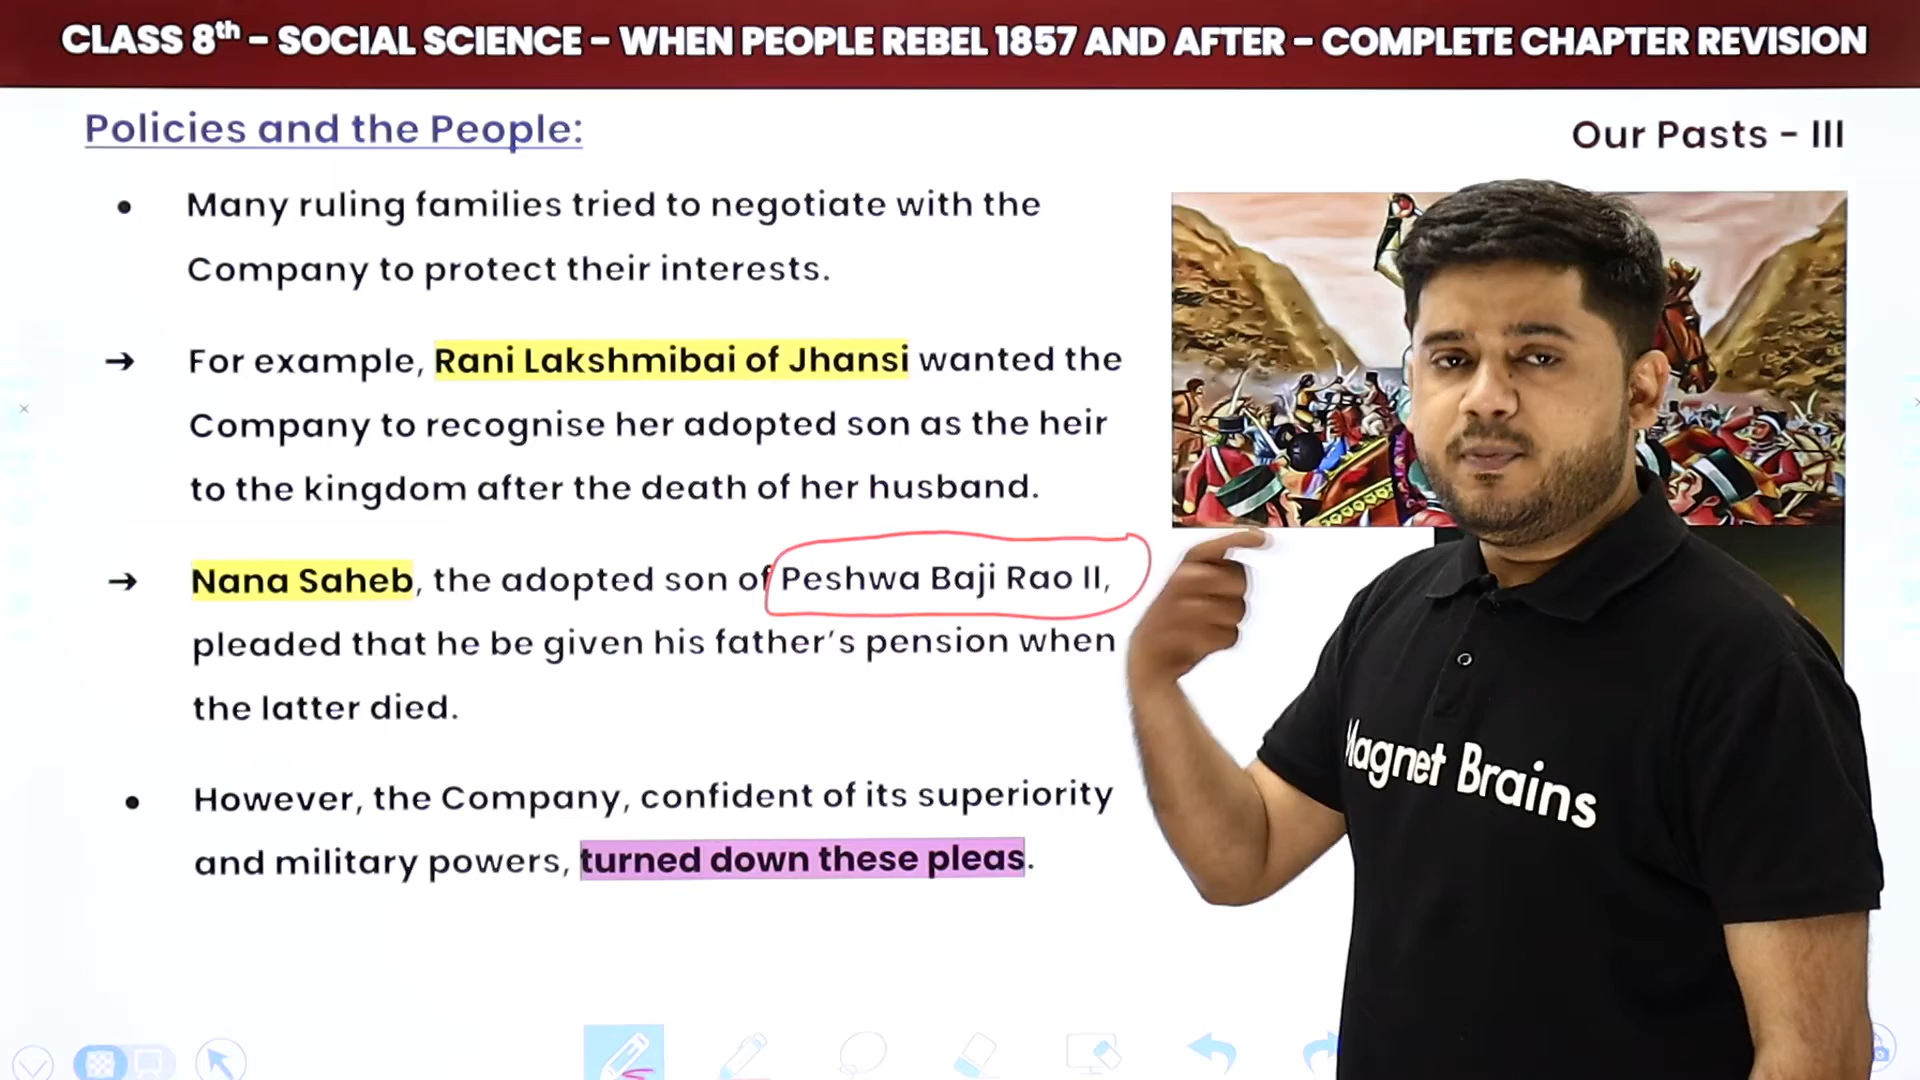 CLASS 8th – SOCIAL SCIENCE – WHEN PEOPLE REBEL 1857 AND AFTER – COMPLETE CHAPTER REVISION
Policies and the People:
Our Pasts - III
• Many ruling families tried to negotiate with the
Company to protect their interests.
→ For example, Rani Lakshmibai of Jhansi wanted the
Company to recognise her adopted son as the heir
to the kingdom after the death of her husband.
→ Nana Saheb, the adopted son of Peshwa Baji Rao II,
pleaded that he be given his father’s pension when
the latter died.
• However, the Company, confident of its superiority
and military powers, turned down these pleas.
Magnet Brains